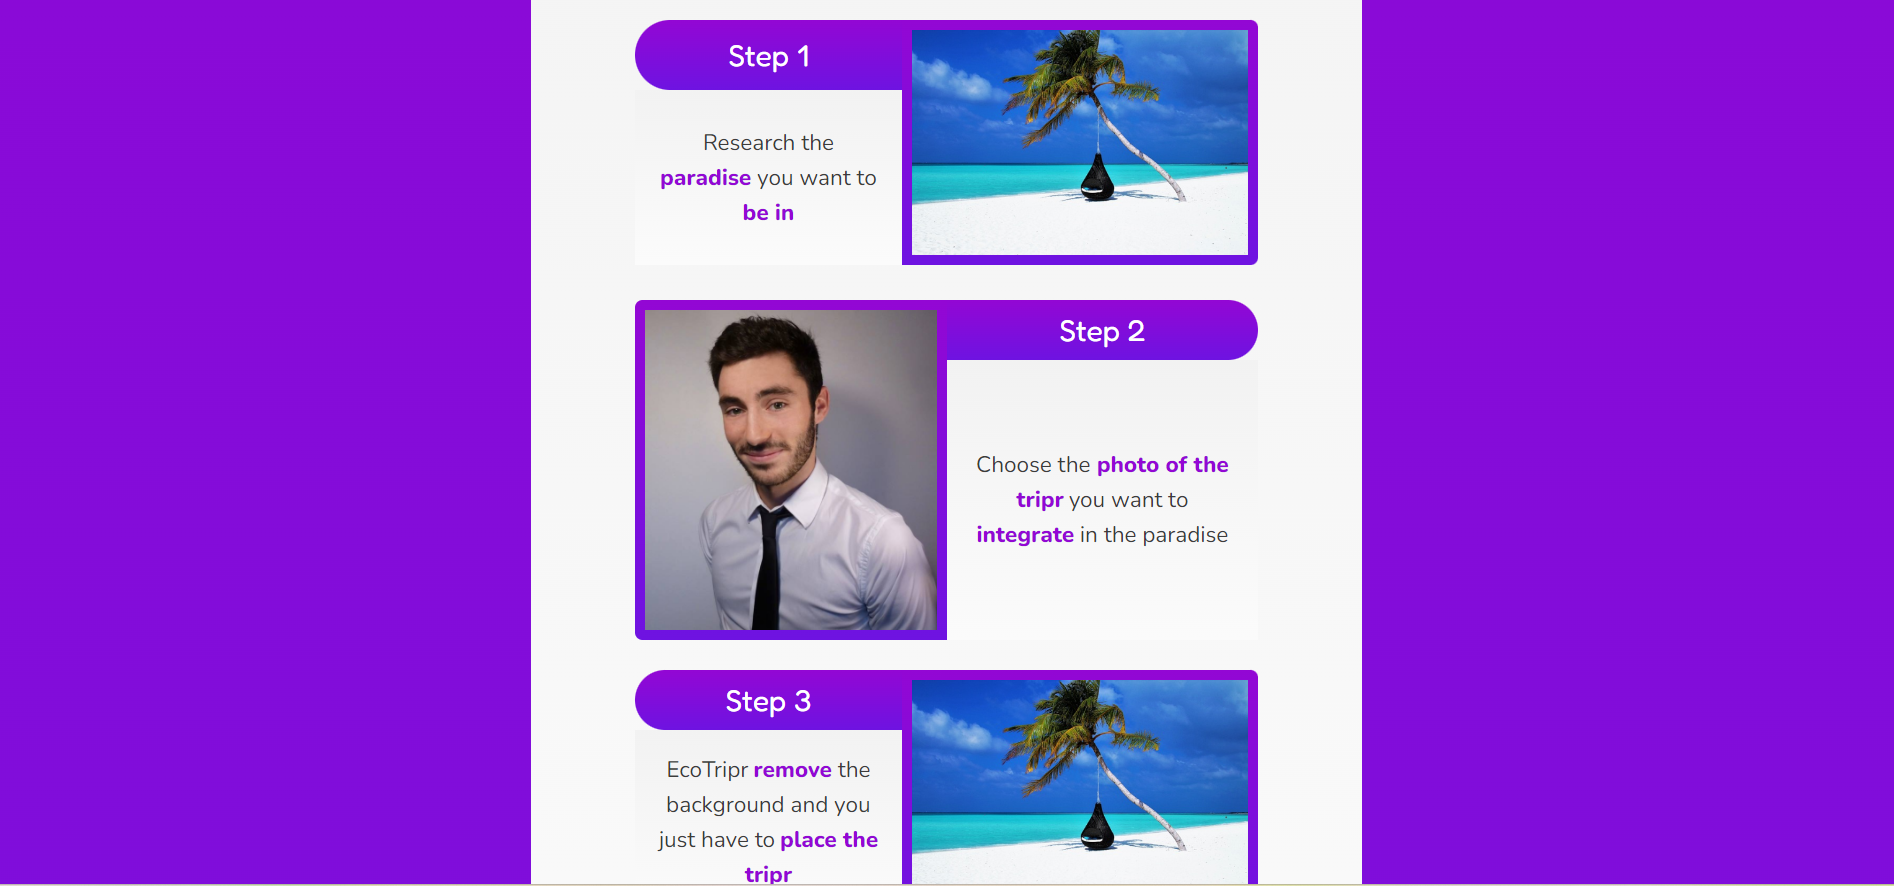 Step 1
Research the
paradise you want to
be in
Step 2
Choose the photo of the
tripr you want to
integrate in the paradise
Step 3
EcoTripr remove the
background and you
just have to place the
tripr